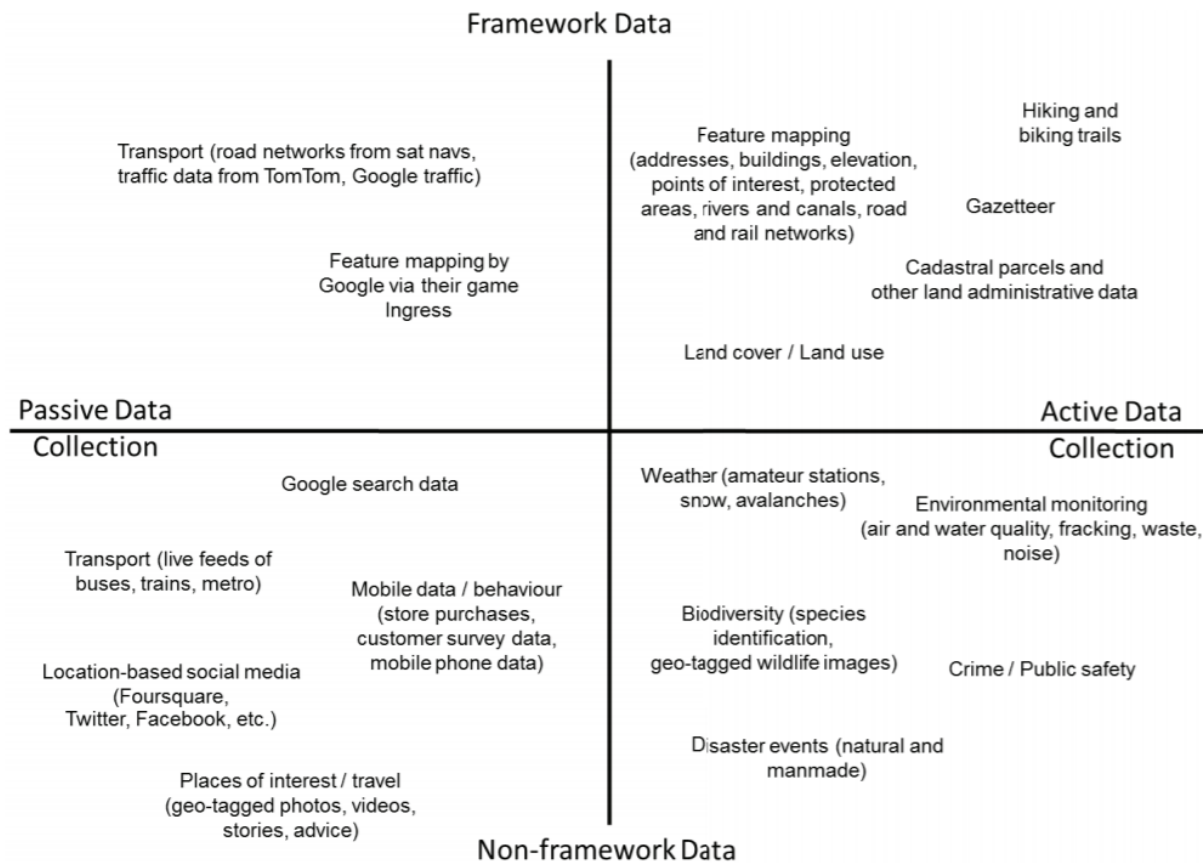 Framework Data
Transport (road networks from sat navs,
traffic data from TomTom, Google traffic)
Feature mapping by
Google via their game
Ingress
Feature mapping
(addresses, buildings, elevation,
points of interest, protected
areas, rivers and canals, road
and rail networks)
Hiking and
biking trails
Gazetteer
Cadastral parcels and
other land administrative data
Land cover / Land use
Passive Data
Collection
Active Data
Collection
Google search data
Transport (live feeds of
buses, trains, metro)
Mobile data / behaviour
(store purchases,
customer survey data,
mobile phone data)
Location-based social media
(Foursquare,
Twitter, Facebook, etc.)
Places of interest / travel
(geo-tagged photos, videos,
stories, advice)
Weather (amateur stations,
snow, avalanches)
Environmental monitoring
(air and water quality, fracking, waste,
noise)
Biodiversity (species
identification,
geo-tagged wildlife images)
Crime / Public safety
Disaster events (natural and
manmade)
Non-framework Data